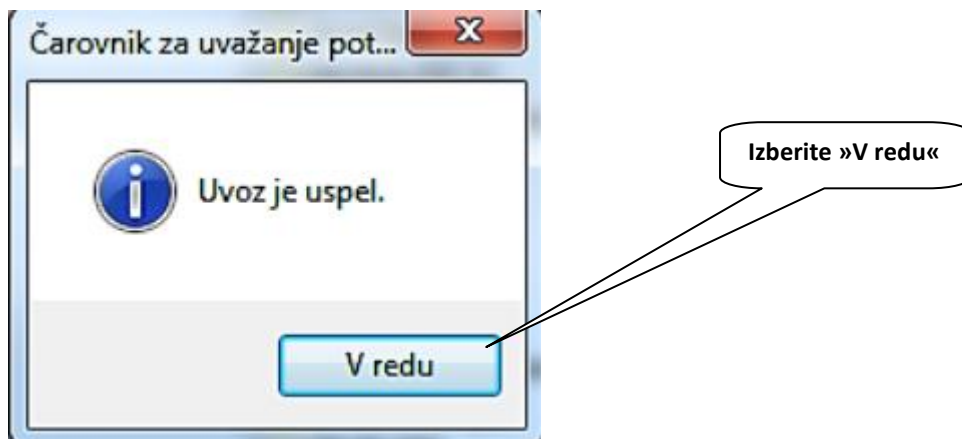 Čarovnik za uvažanje pot...
Izberite »V redu«
Uvoz je uspel.
V redu